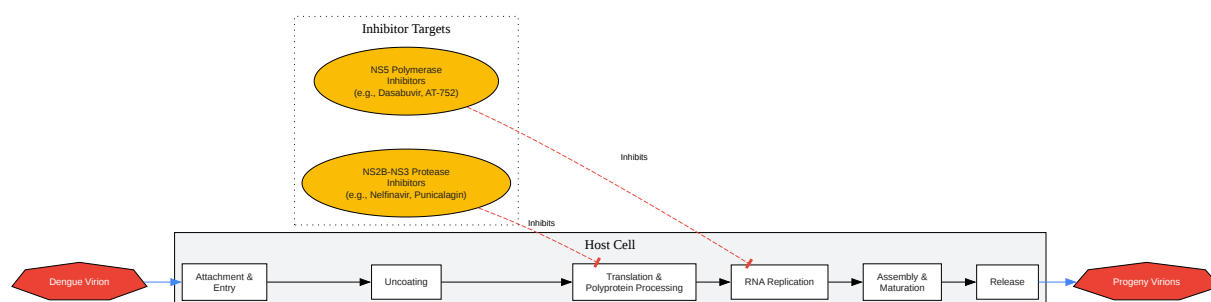 Inhibitor Targets
NS5 Polymerase
Inhibitors
(e.g., Dasabuvir, AT-752)
Inhibits
NS2B-NS3 Protease
Inhibitors
(e.g., Nelfinavir, Punicalagin)
Inhibits
Host Cell
Dengue Virion
Attachment &
Entry
Uncoating
Translation &
Polyprotein Processing
RNA Replication
Assembly &
Maturation
Release
Progeny Virions